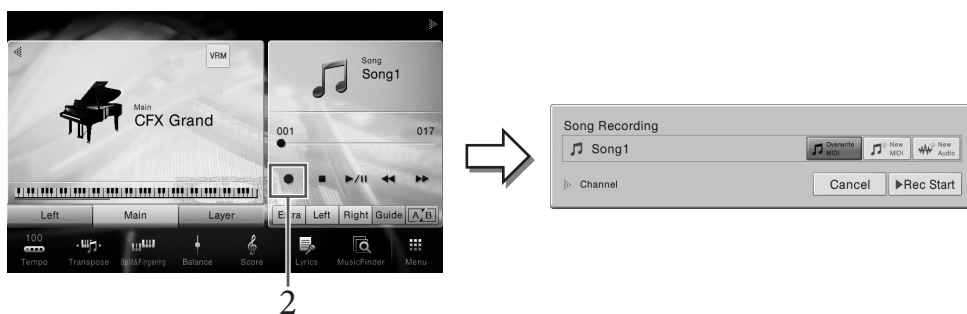 VRM
Main
CFX Grand
Song
Song1
001 017
Left Main Layer
Extra Left Right Guide A B
100
Tempo Transpose Split&Fingering Balance Score Lyrics MusicFinder Menu
2
Song Recording
Song1
Overwrite MIDI
New MIDI
New Audio
Channel
Cancel Rec Start